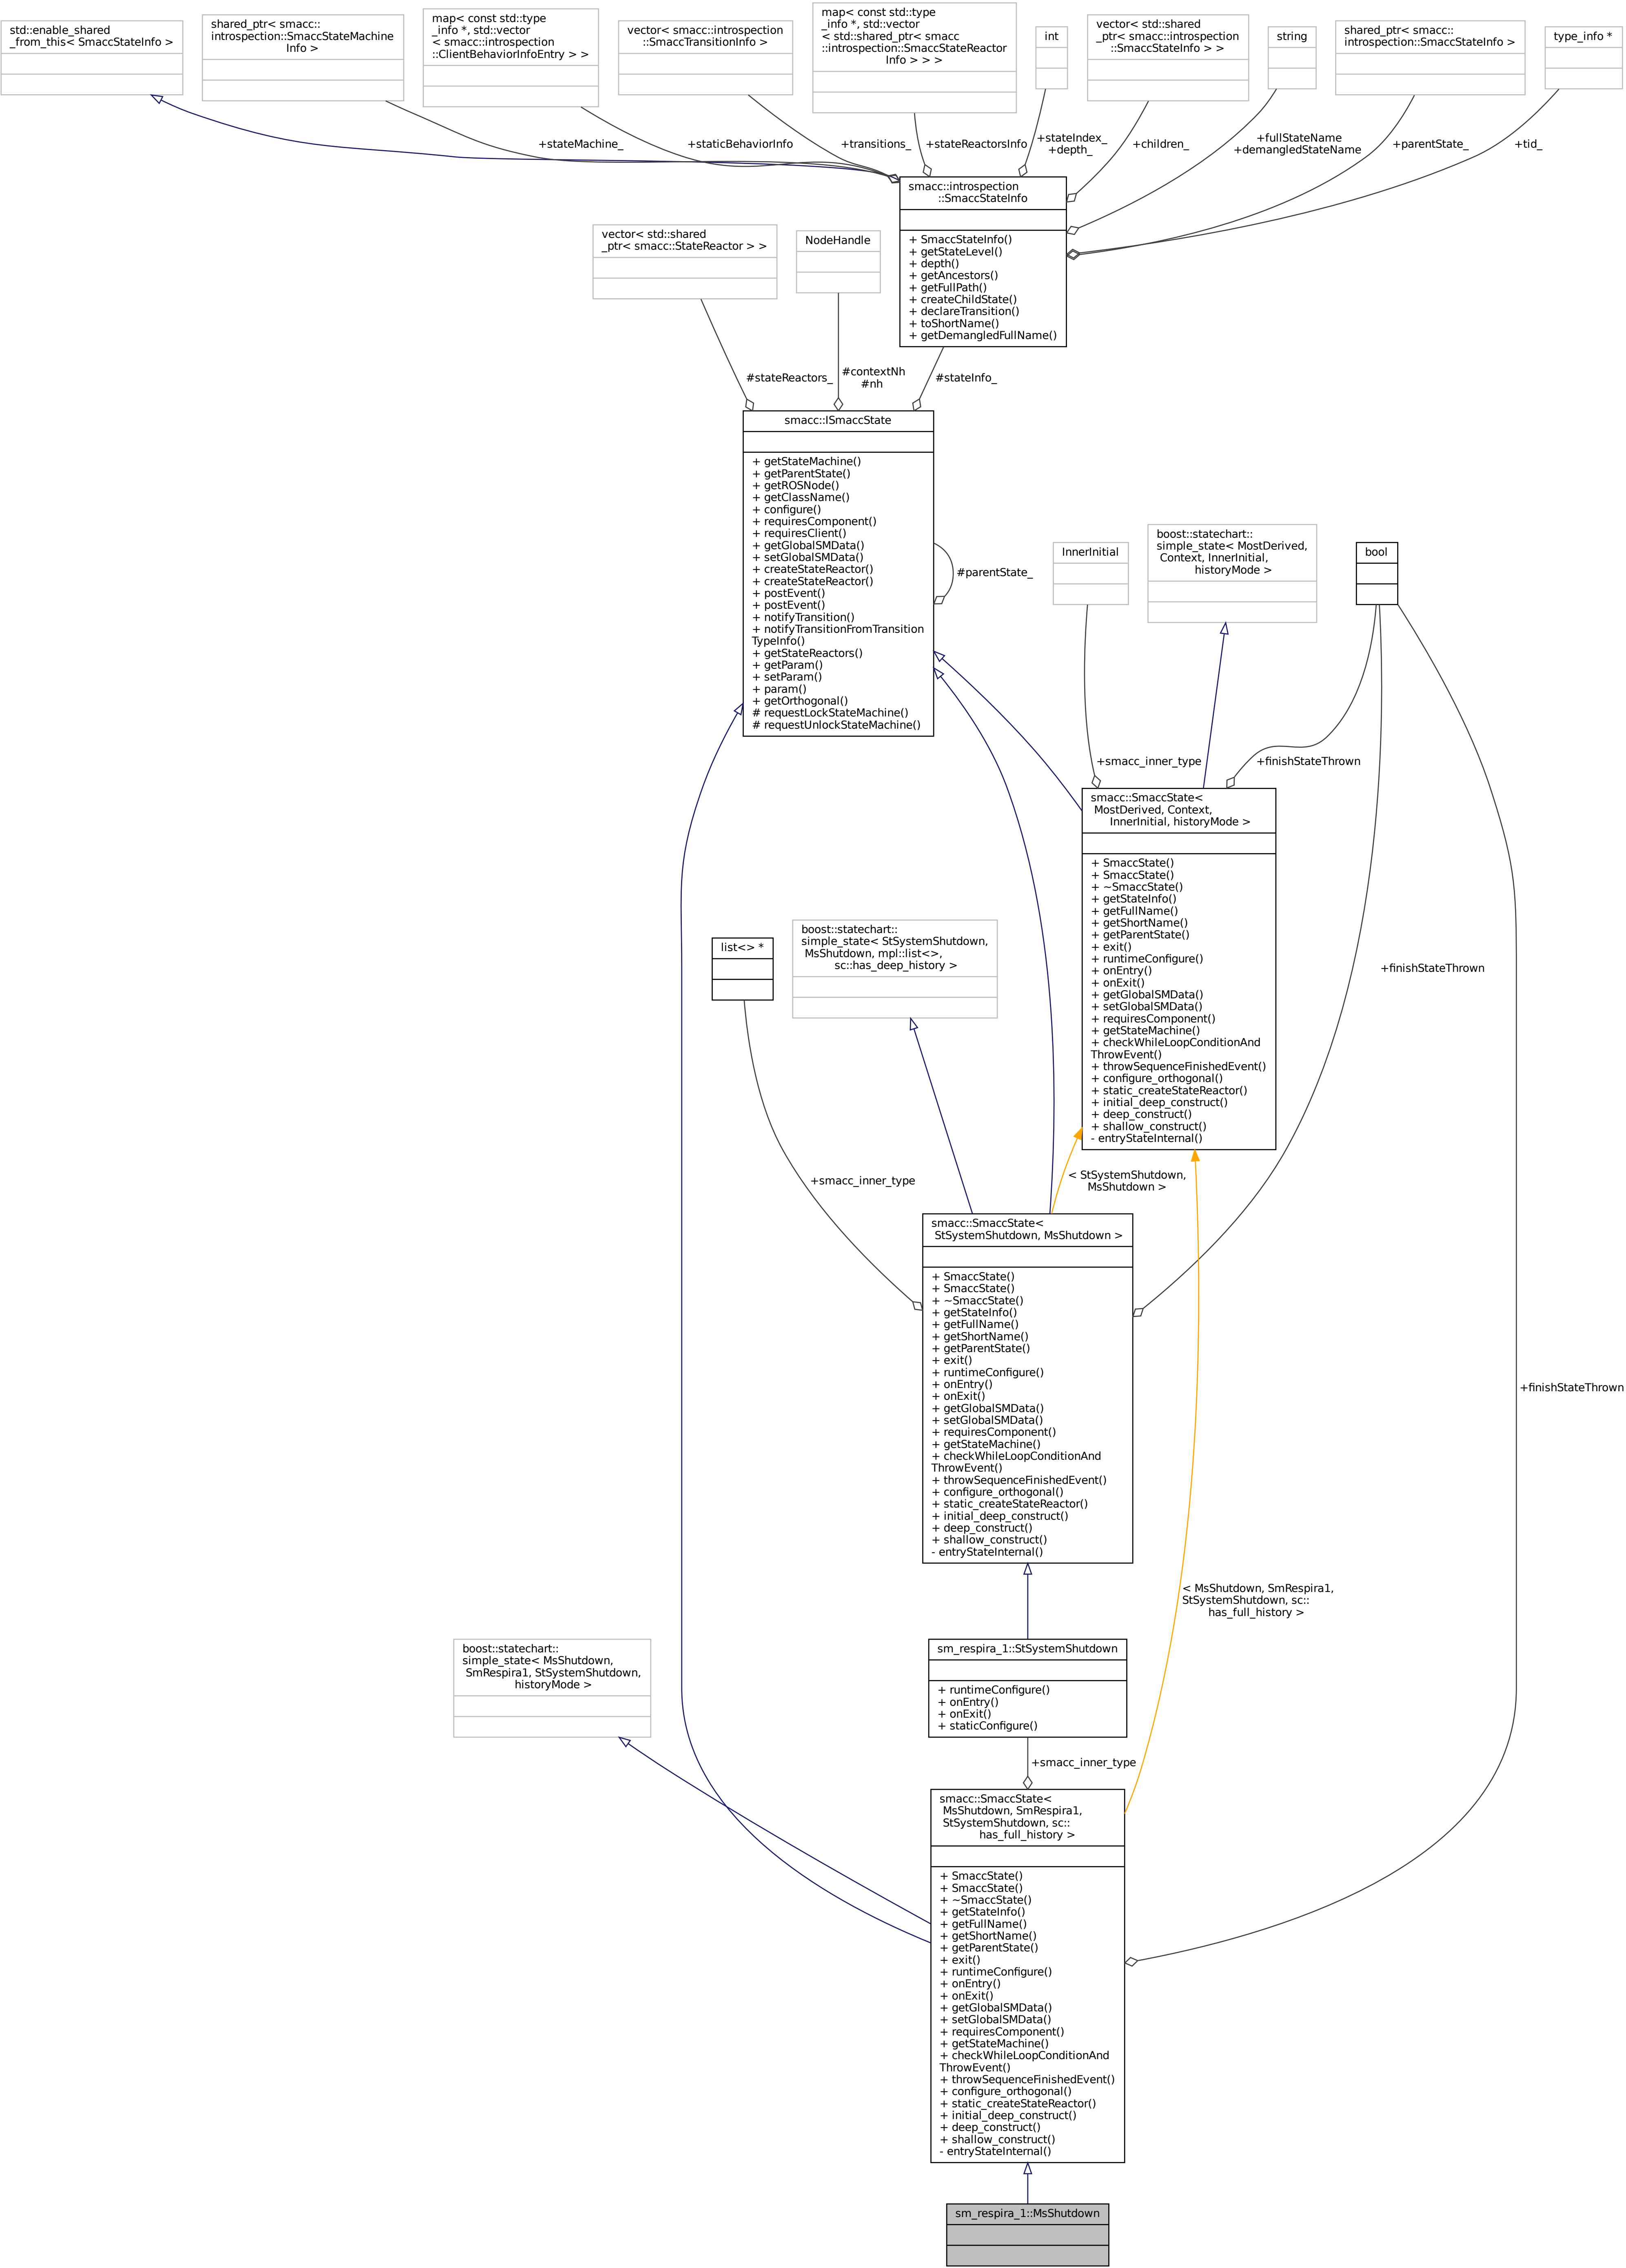 std::enable_shared
_from_this< SmaccStateInfo >
shared_ptr< smacc::
introspection::SmaccStateMachine
Info >
map< const std::type
_info *, std::vector
< smacc::introspection
::ClientBehaviorInfoEntry > >
vector< smacc::introspection
::SmaccTransitionInfo >
map< const std::type
_info *, std::vector
< std::shared_ptr< smacc
::introspection::SmaccStateReactor
Info > > >
int
vector< std::shared
_ptr< smacc::introspection
::SmaccStateInfo > >
string
shared_ptr< smacc::
introspection::SmaccStateInfo >
type_info *
+stateMachine_
+staticBehaviorInfo
+transitions_
+stateReactorsInfo
+stateIndex_
+depth_
+children_
+fullStateName
+demangledStateName
+parentState_
+tid_
smacc::introspection
::SmaccStateInfo
+ SmaccStateInfo()
+ getStateLevel()
+ depth()
+ getAncestors()
+ getFullPath()
+ createChildState()
+ declareTransition()
+ toShortName()
+ getDemangledFullName()
vector< std::shared
_ptr< smacc::StateReactor > >
NodeHandle
#stateReactors_
#contextNh
#nh
#stateInfo_
smacc::ISmaccState
+ getStateMachine()
+ getParentState()
+ getROSNode()
+ getClassName()
+ configure()
+ requiresComponent()
+ requiresClient()
+ getGlobalSMData()
+ setGlobalSMData()
+ createStateReactor()
+ createStateReactor()
+ postEvent()
+ postEvent()
+ notifyTransition()
+ notifyTransitionFromTransition
TypeInfo()
+ getStateReactors()
+ getParam()
+ setParam()
+ param()
+ getOrthogonal()
# requestLockStateMachine()
# requestUnlockStateMachine()
#parentState_
InnerInitial
boost::statechart::
simple_state< MostDerived,
Context, InnerInitial,
historyMode >
bool
+smacc_inner_type
+finishStateThrown
smacc::SmaccState<
MostDerived, Context,
InnerInitial, historyMode >
+ SmaccState()
+ SmaccState()
+ ~SmaccState()
+ getStateInfo()
+ getFullName()
+ getShortName()
+ getParentState()
+ exit()
+ runtimeConfigure()
+ onEntry()
+ onExit()
+ getGlobalSMData()
+ setGlobalSMData()
+ requiresComponent()
+ getStateMachine()
+ checkWhileLoopConditionAnd
ThrowEvent()
+ throwSequenceFinishedEvent()
+ configure_orthogonal()
+ static_createStateReactor()
+ initial_deep_construct()
+ deep_construct()
+ shallow_construct()
- entryStateInternal()
list<> *
boost::statechart::
simple_state< StSystemShutdown,
MsShutdown, mpl::list<>,
sc::has_deep_history >
+finishStateThrown
+smacc_inner_type
< StSystemShutdown,
MsShutdown >
smacc::SmaccState<
StSystemShutdown, MsShutdown >
+ SmaccState()
+ SmaccState()
+ ~SmaccState()
+ getStateInfo()
+ getFullName()
+ getShortName()
+ getParentState()
+ exit()
+ runtimeConfigure()
+ onEntry()
+ onExit()
+ getGlobalSMData()
+ setGlobalSMData()
+ requiresComponent()
+ getStateMachine()
+ checkWhileLoopConditionAnd
ThrowEvent()
+ throwSequenceFinishedEvent()
+ configure_orthogonal()
+ static_createStateReactor()
+ initial_deep_construct()
+ deep_construct()
+ shallow_construct()
- entryStateInternal()
+finishStateThrown
< MsShutdown, SmRespira1,
StSystemShutdown, sc::
has_full_history >
boost::statechart::
simple_state< MsShutdown,
SmRespira1, StSystemShutdown,
historyMode >
sm_respira_1::StSystemShutdown
+ runtimeConfigure()
+ onEntry()
+ onExit()
+ staticConfigure()
+smacc_inner_type
smacc::SmaccState<
MsShutdown, SmRespira1,
StSystemShutdown, sc::
has_full_history >
+ SmaccState()
+ SmaccState()
+ ~SmaccState()
+ getStateInfo()
+ getFullName()
+ getShortName()
+ getParentState()
+ exit()
+ runtimeConfigure()
+ onEntry()
+ onExit()
+ getGlobalSMData()
+ setGlobalSMData()
+ requiresComponent()
+ getStateMachine()
+ checkWhileLoopConditionAnd
ThrowEvent()
+ throwSequenceFinishedEvent()
+ configure_orthogonal()
+ static_createStateReactor()
+ initial_deep_construct()
+ deep_construct()
+ shallow_construct()
- entryStateInternal()
sm_respira_1::MsShutdown